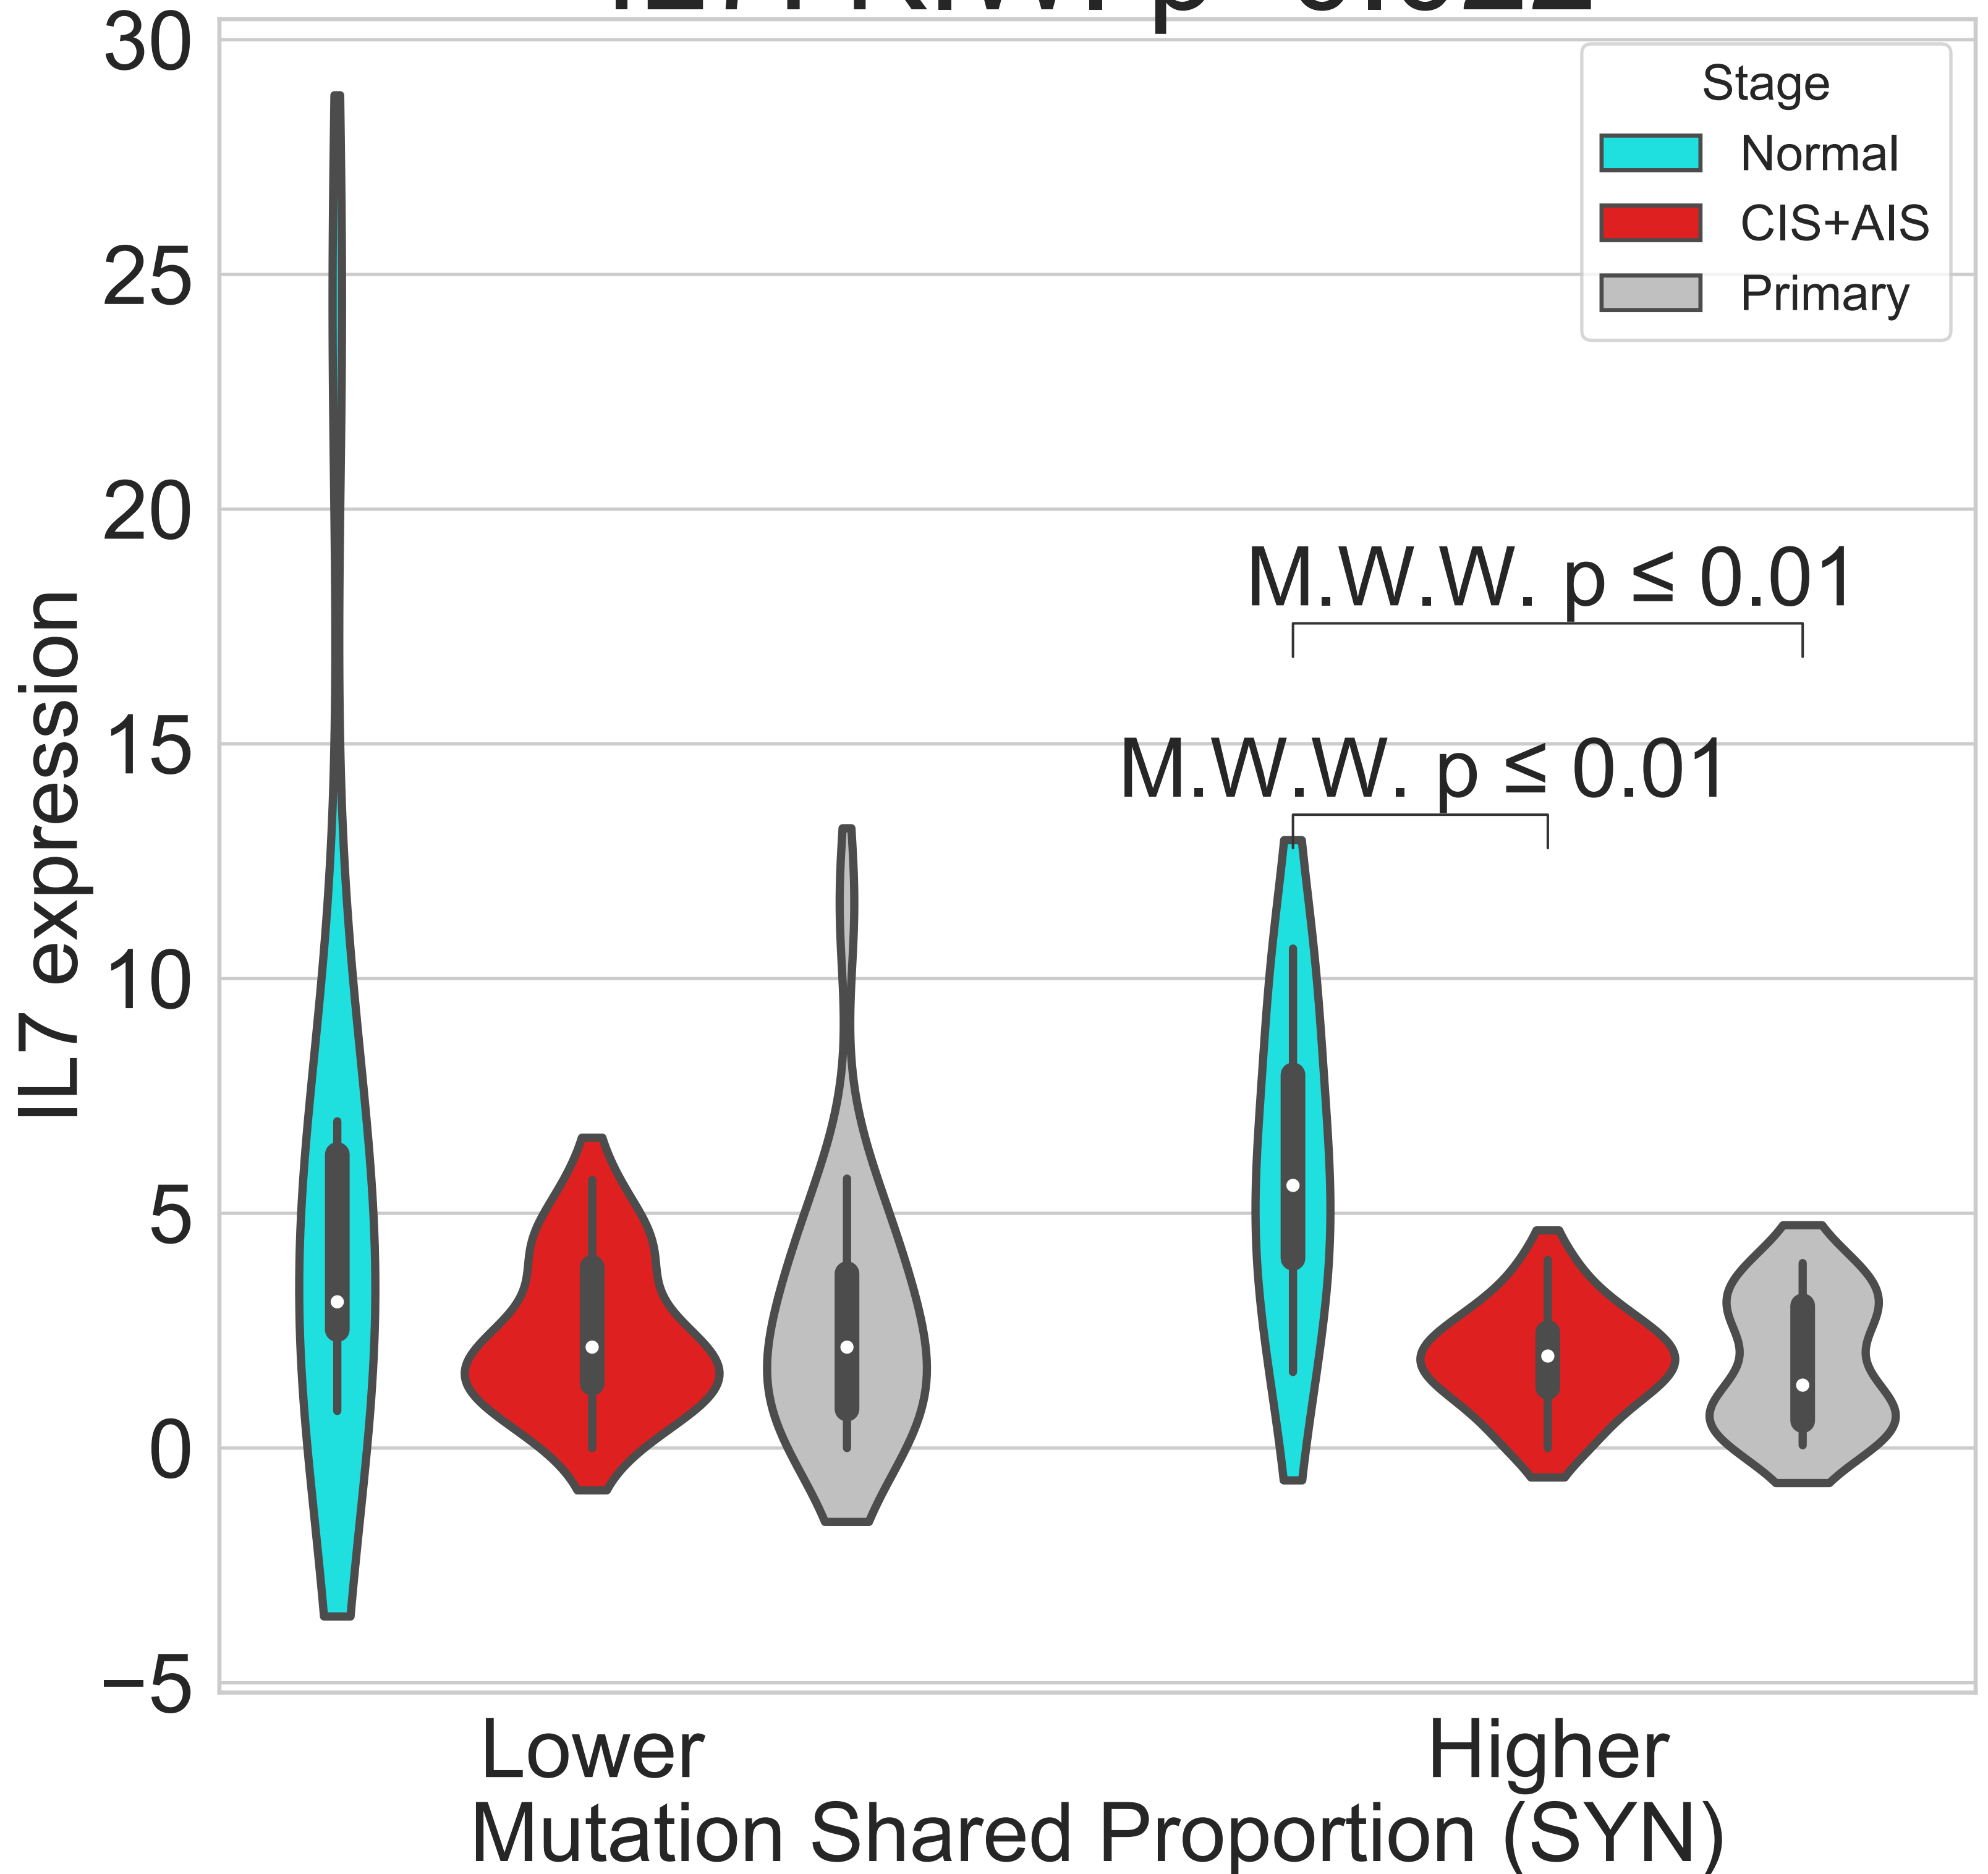 30
25
20
15
10
5
0
−5
IL7 expression
Stage
Normal
CIS+AIS
Primary
M.W.W. p ≤ 0.01
M.W.W. p ≤ 0.01
Lower
Higher
Mutation Shared Proportion (SYN)